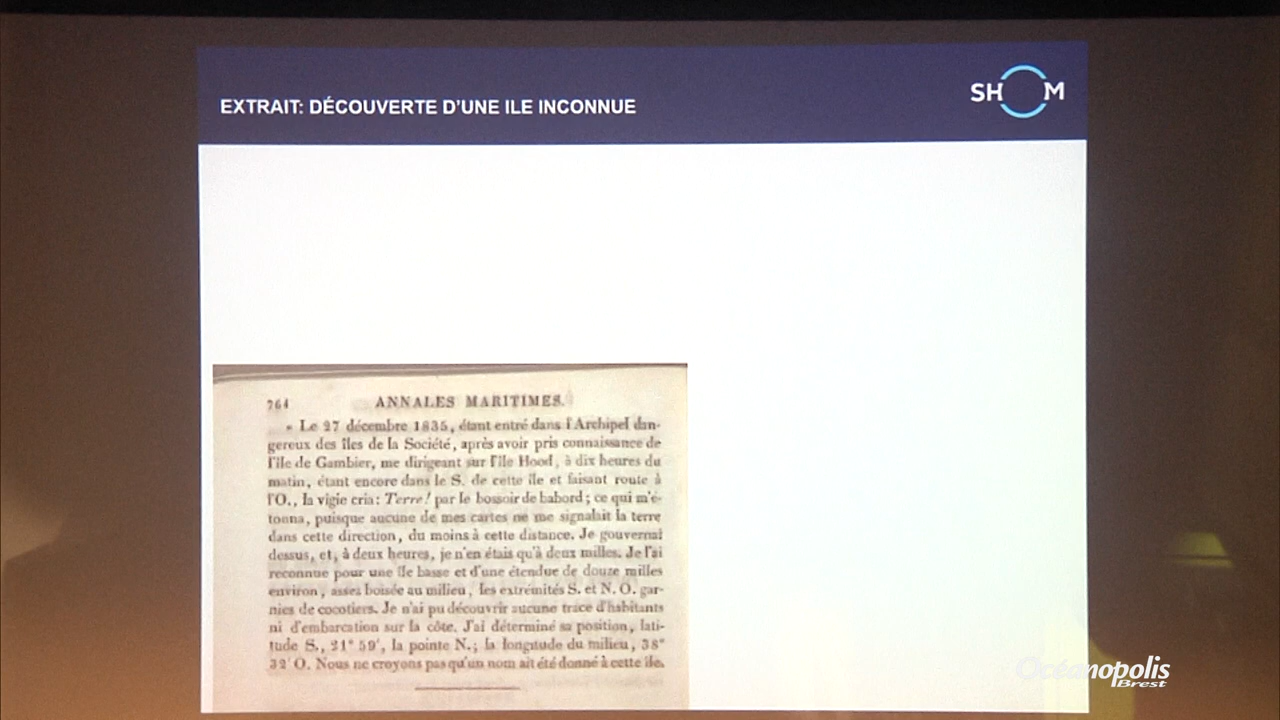 EXTRAIT: DÉCOUVERTE D'UNE ILE INCONNUE
SHOM
764 ANNALES MARITIMES.
« Le 27 décembre 1835, étant entré dans l'Archipel dan-
gereux des îles de la Société, après avoir pris connaissance de
l'île de Gambier, me dirigeant sur l'île Hood, à dix heures du
matin, étant encore dans le S. de cette île et faisant route à
l'O., la vigie cria: Terre! par le bossoir de babord; ce qui m'é-
tonna, puisque aucune de mes cartes ne me signalait la terre
dans cette direction, du moins à cette distance. Je gouvernai
dessus, et, à deux heures, je n'en étais qu'à deux milles. Je l'ai
reconnue pour une île basse et d'une étendue de douze milles
environ, assez boisée au milieu, les extrémités S. et N. O. gar-
nies de cocotiers. Je n'ai pu découvrir aucune trace d'habitants
ni d'embarcation sur la côte. J'ai déterminé sa position, lati-
tude S., 21° 59', la pointe N.; la longitude du milieu, 38°
32' O. Nous ne croyons pas qu'un nom ait été donné à cette île.
Océanopolis
Brest